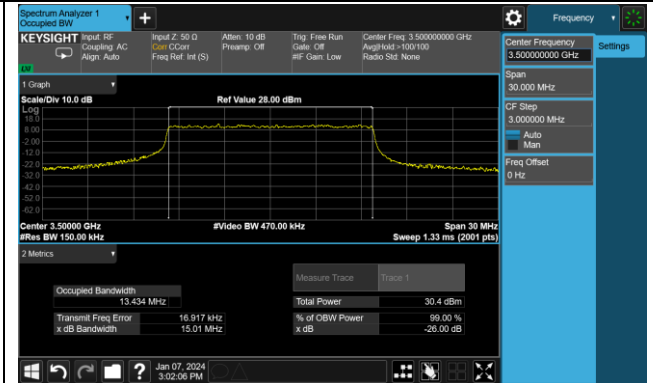 Spectrum Analyzer 1
Occupied BW
+
Frequency
KEYSIGHT
Input: RF
Coupling: AC
Align: Auto
Input Z: 50 Ω
Corr CCorr
Freq Ref: Int (S)
Atten: 10 dB
Preamp: Off
Trig: Free Run
Gate: Off
#IF Gain: Low
Center Freq: 3.500000000 GHz
Avg|Hold:>100/100
Radio Std: None
1 Graph
Scale/Div 10.0 dB
Ref Value 28.00 dBm
Log
18.0
8.00
-2.00
-12.0
-22.0
-32.0
-42.0
-52.0
-62.0
Center 3.50000 GHz
#Video BW 470.00 kHz
Span 30 MHz
#Res BW 150.00 kHz
Sweep 1.33 ms (2001 pts)
2 Metrics
Measure Trace
Trace 1
Occupied Bandwidth
13.434 MHz
Total Power
30.4 dBm
Transmit Freq Error
16.917 kHz
% of OBW Power
99.00 %
x dB Bandwidth
15.01 MHz
x dB
-26.00 dB
Center Frequency
3.500000000 GHz
Settings
Span
30.000 MHz
CF Step
3.000000 MHz
Auto
Man
Freq Offset
0 Hz
?
Jan 07, 2024
3:02:06 PM